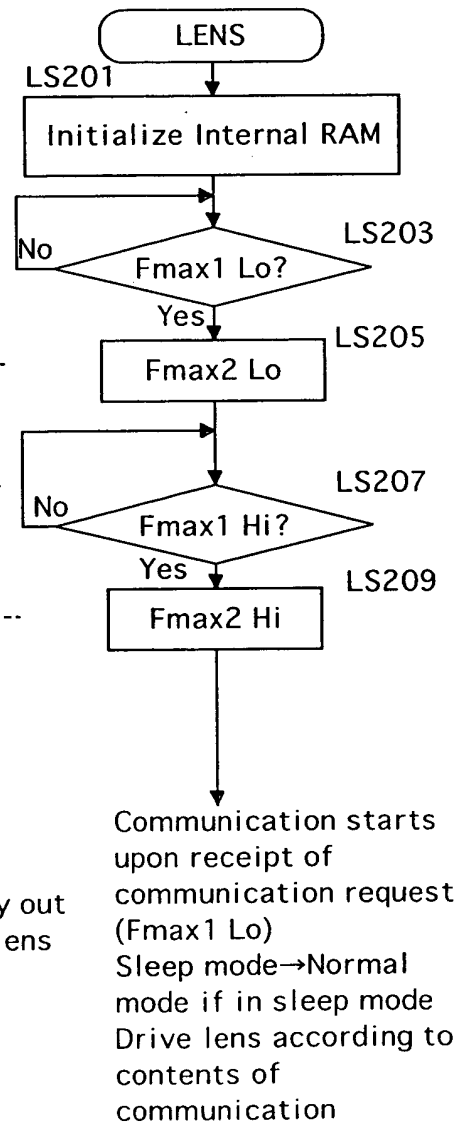 LENS
LS201
Initialize Internal RAM
LS203
No
Fmax1 Lo?
Yes
LS205
Fmax2 Lo
LS207
No
Fmax1 Hi?
Yes
LS209
Fmax2 Hi
Communication starts
upon receipt of
communication request
(Fmax1 Lo)
Sleep mode→Normal
mode if in sleep mode
Drive lens according to
contents of
communication
y out
ens